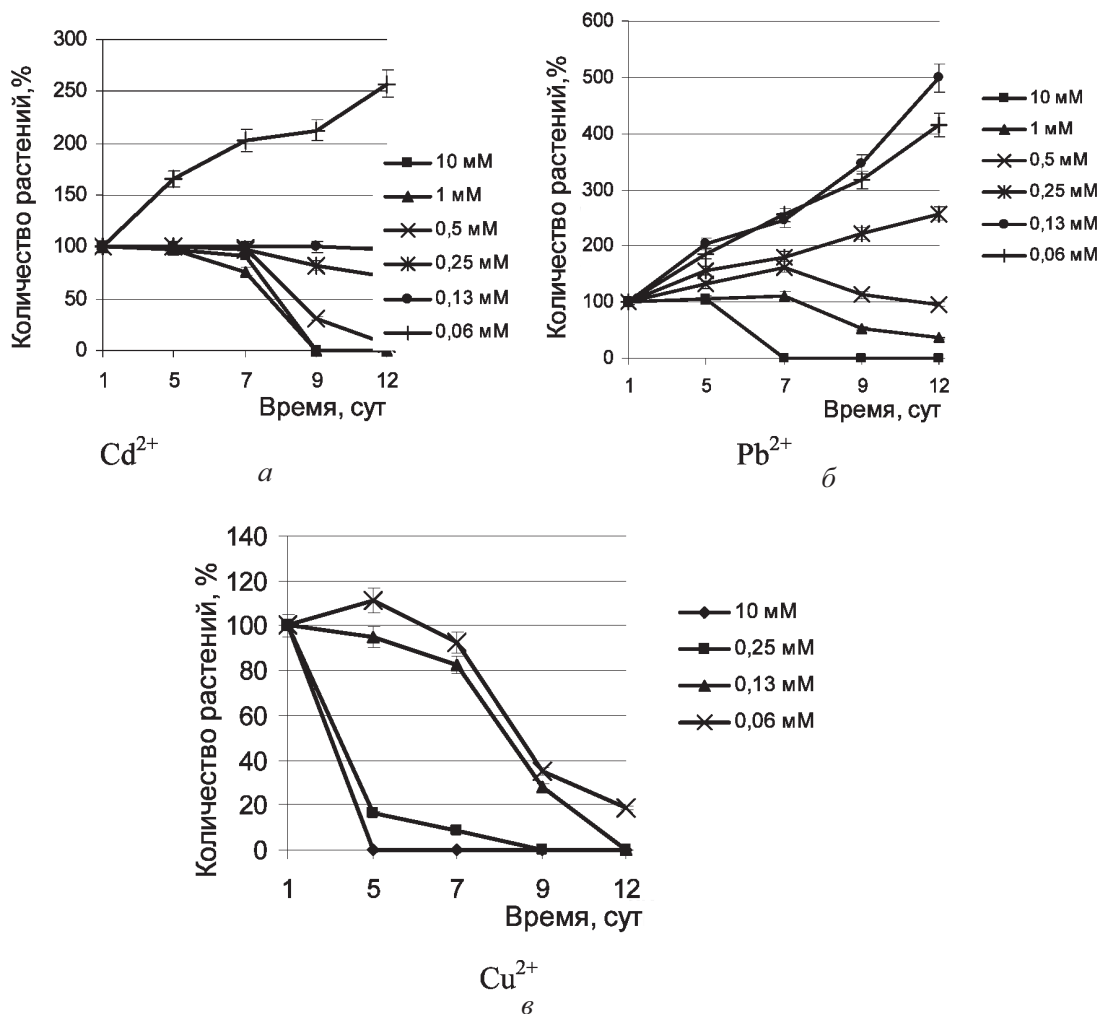 Количество растений,%
300
250
200
150
100
50
0
1 5 7 9 12
Время, сут
10 мМ
1 мМ
0,5 мМ
0,25 мМ
0,13 мМ
0,06 мМ
Cd2+
а
Количество растений,%
600
500
400
300
200
100
0
1 5 7 9 12
Время, сут
10 мМ
1 мМ
0,5 мМ
0,25 мМ
0,13 мМ
0,06 мМ
Pb2+
б
Количество растений, %
140
120
100
80
60
40
20
0
1 5 7 9 12
Время, сут
10 мМ
0,25 мМ
0,13 мМ
0,06 мМ
Cu2+
в